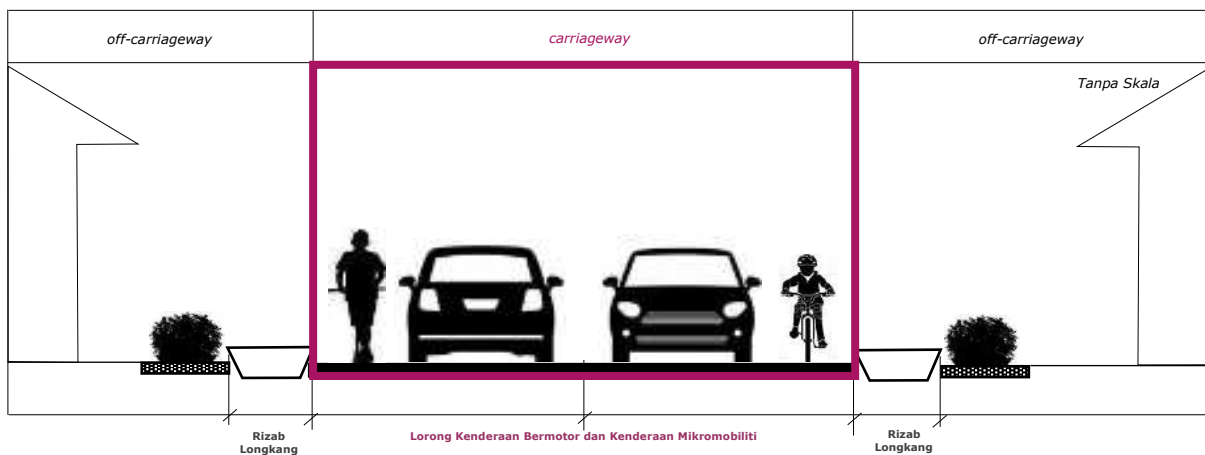 off-carriageway
carriageway
off-carriageway
Tanpa Skala
Rizab
Longkang
Lorong Kenderaan Bermotor dan Kenderaan Mikromobiliti
Rizab
Longkang